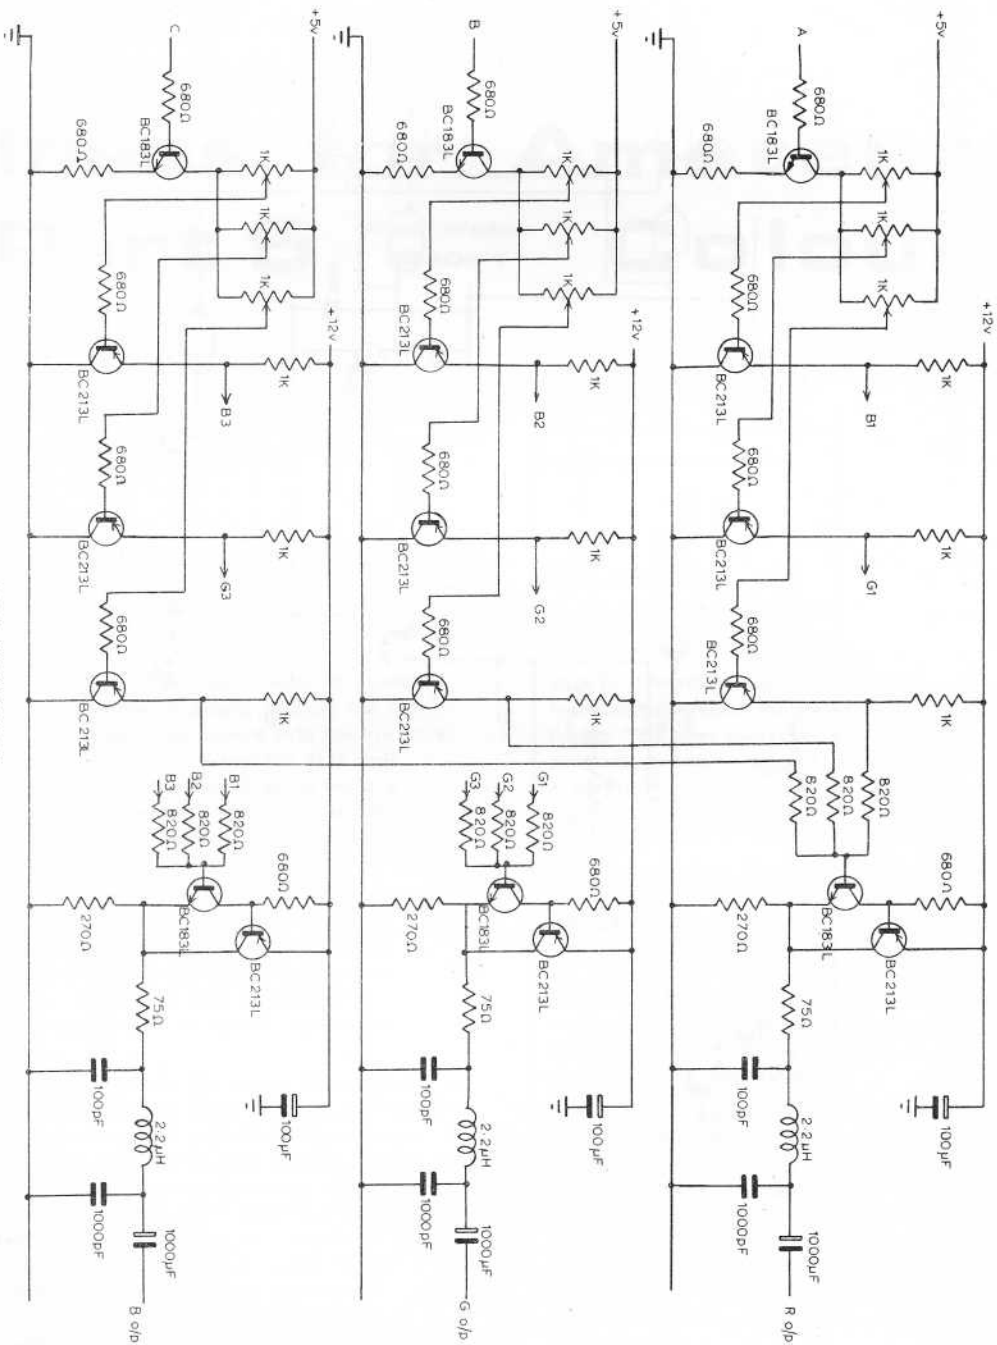 +5v
A
680Ω
BC183L
680Ω
1K
1K
1K
+12v
680Ω
BC213L
1K
B1
680Ω
BC213L
1K
G1
680Ω
BC213L
1K
820Ω
820Ω
820Ω
680Ω
BC183L
270Ω
BC213L
75Ω
100pF
2.2μH
100μF
1000pF
1000μF
R o/p
+5v
B
680Ω
BC183L
680Ω
1K
1K
1K
+12v
680Ω
BC213L
1K
B2
680Ω
BC213L
1K
G2
680Ω
BC213L
1K
G1
G2
G3
820Ω
820Ω
820Ω
680Ω
BC183L
270Ω
BC213L
75Ω
100pF
2.2μH
100μF
1000pF
1000μF
G o/p
+5v
C
680Ω
BC183L
680Ω
1K
1K
1K
+12v
680Ω
BC213L
1K
B3
680Ω
BC213L
1K
G3
680Ω
BC213L
1K
B1
B2
B3
820Ω
820Ω
820Ω
680Ω
BC183L
270Ω
BC213L
75Ω
100pF
2.2μH
100μF
1000pF
1000μF
B o/p